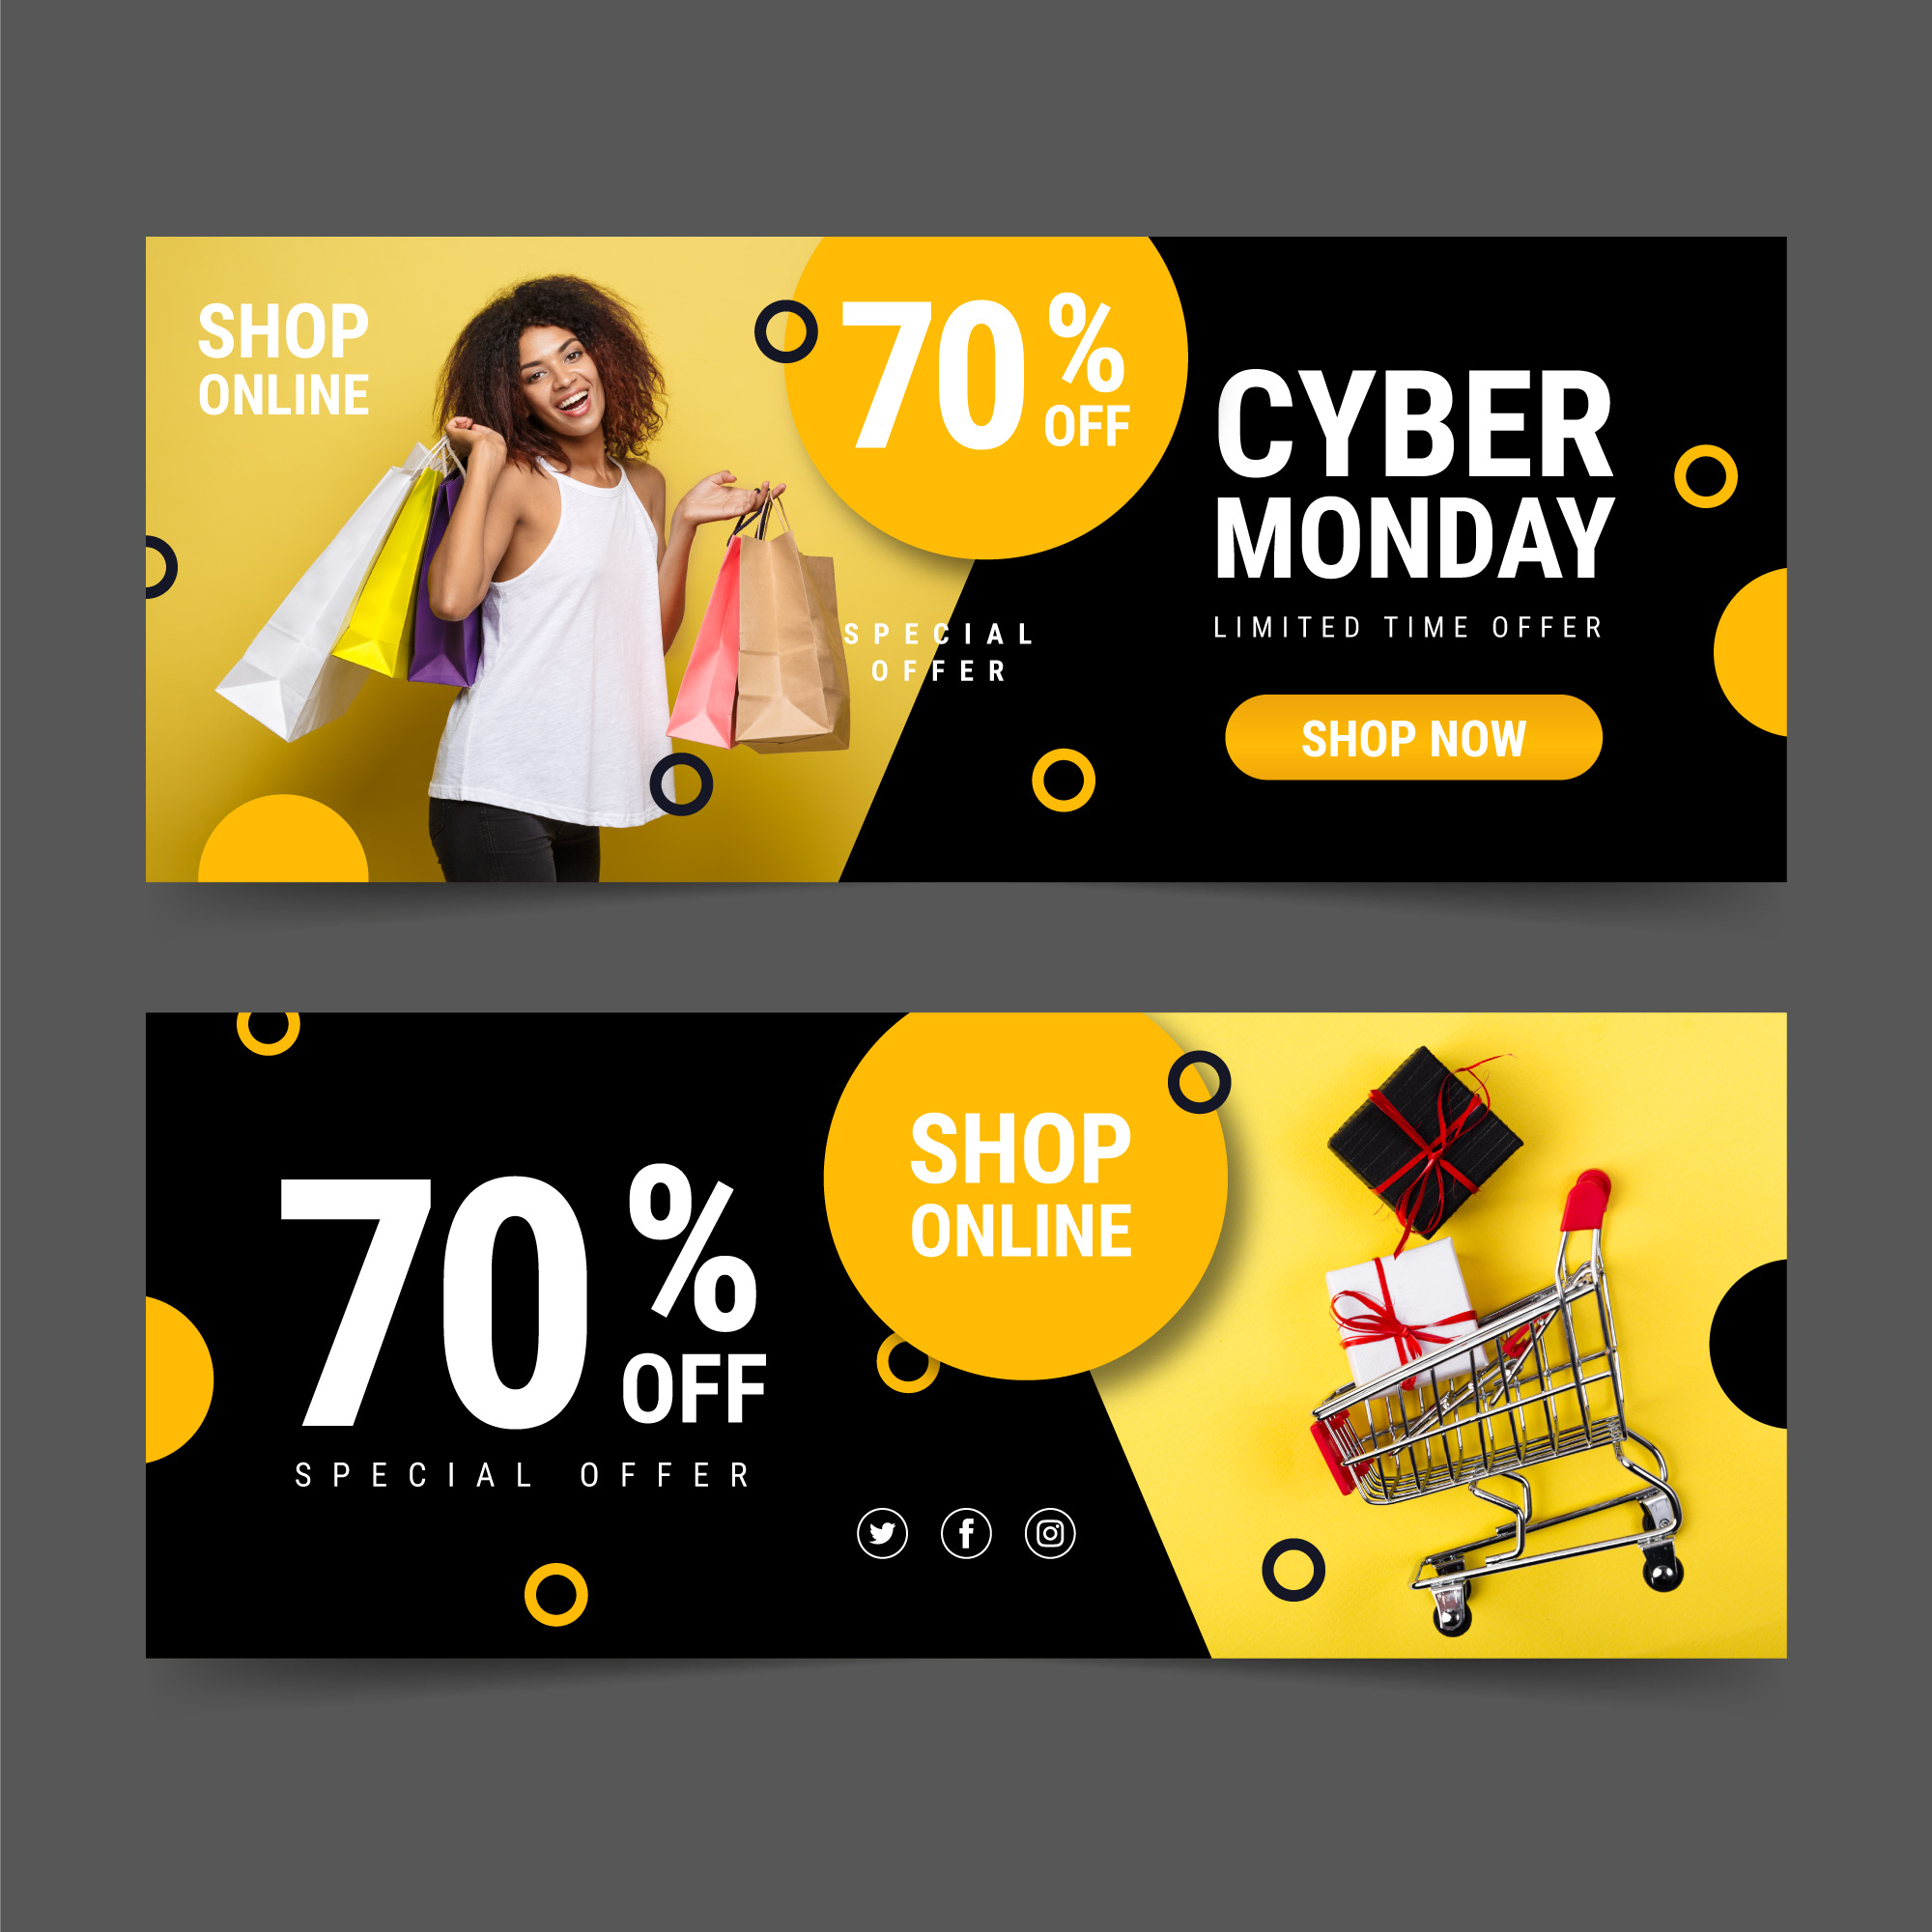 SHOP
ONLINE
70%
OFF
SPECIAL
OFFER
CYBER
MONDAY
LIMITED TIME OFFER
SHOP NOW
70%
OFF
SPECIAL OFFER
SHOP
ONLINE